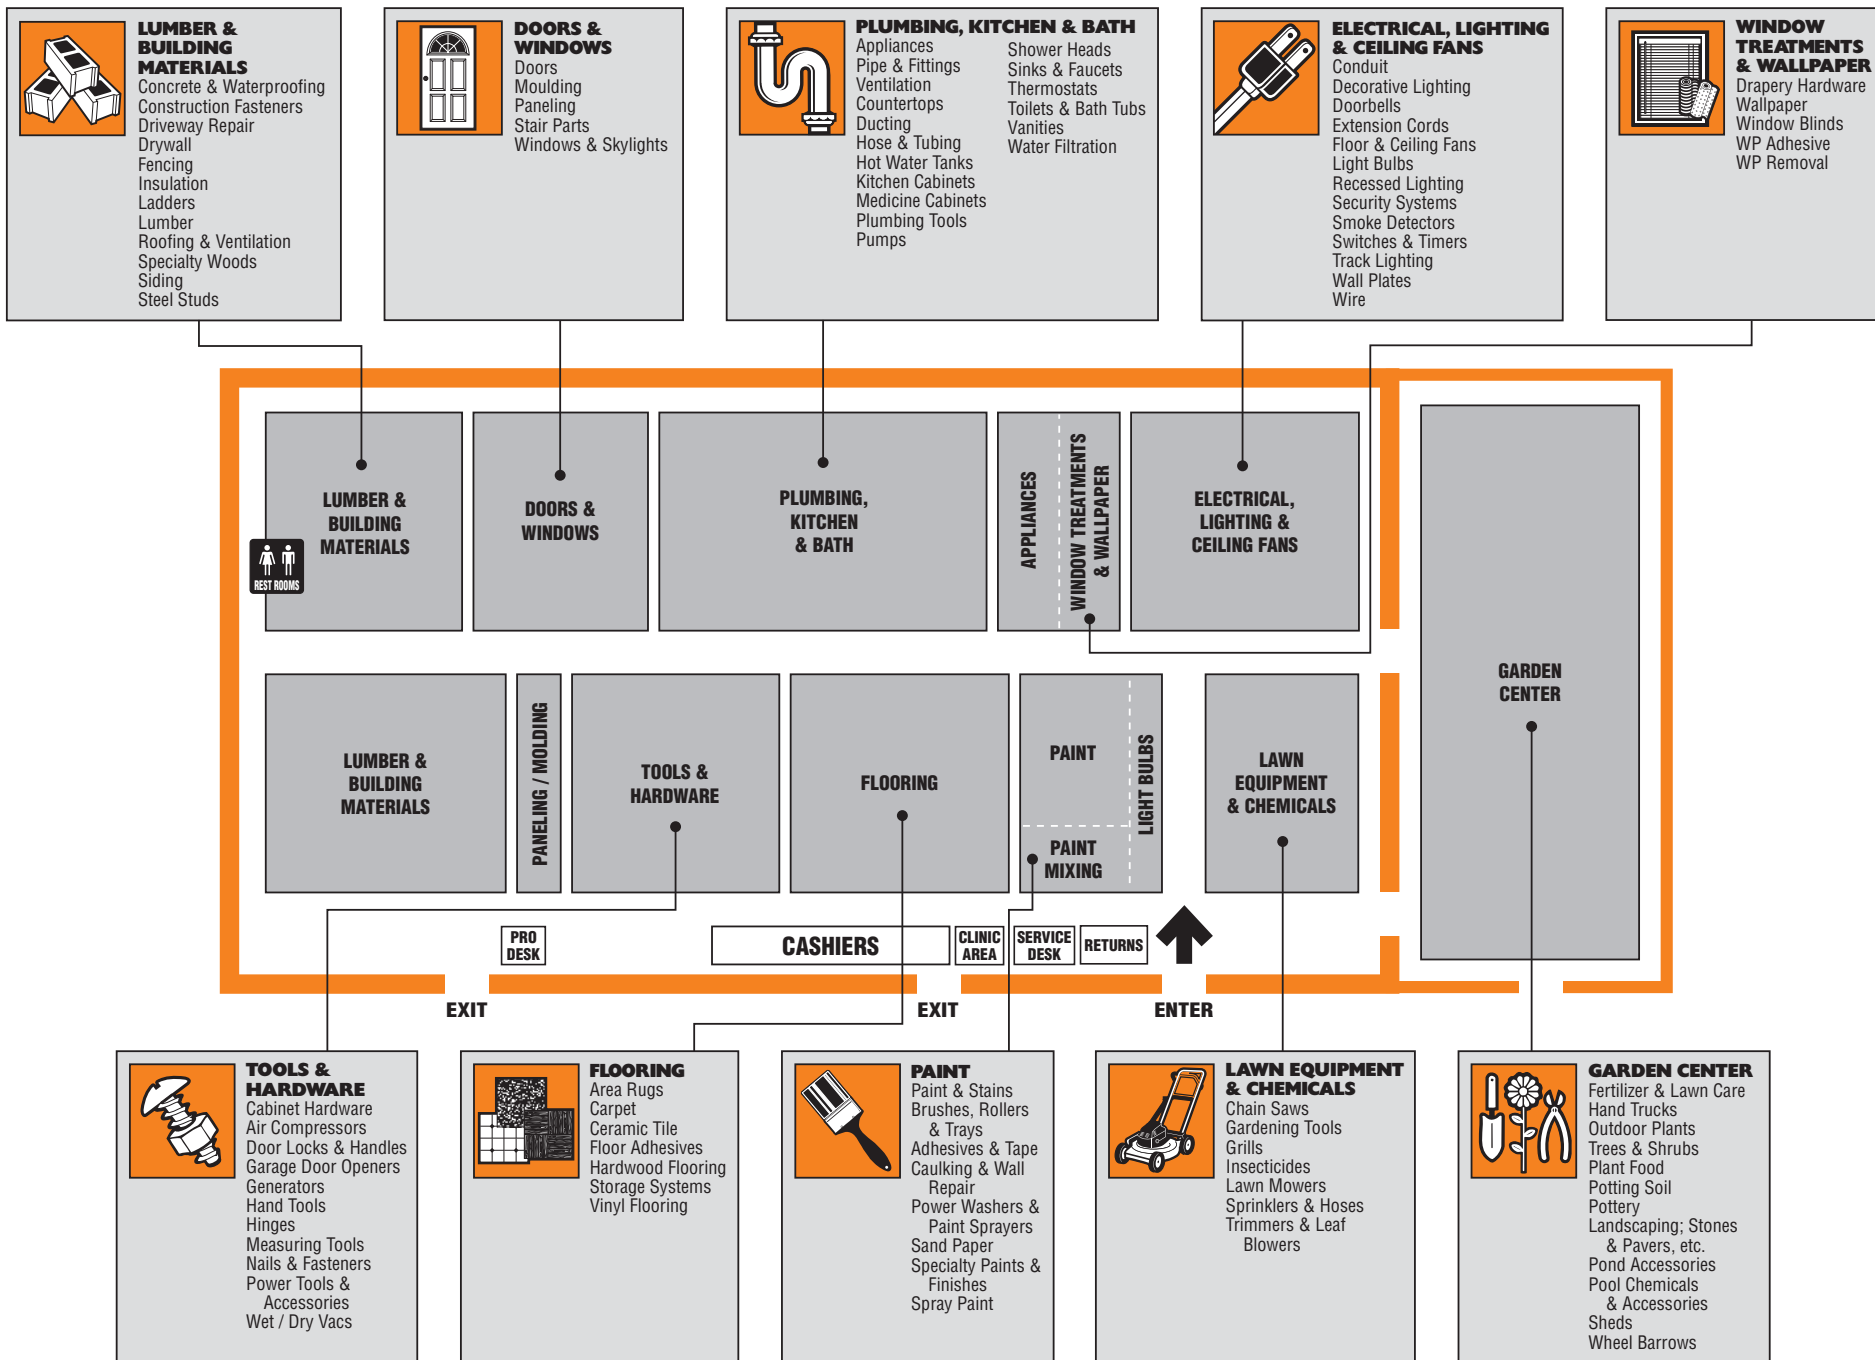 LUMBER &
BUILDING
MATERIALS
Concrete & Waterproofing
Construction Fasteners
Driveway Repair
Drywall
Fencing
Insulation
Ladders
Lumber
Roofing & Ventilation
Specialty Woods
Siding
Steel Studs
DOORS &
WINDOWS
Doors
Moulding
Paneling
Stair Parts
Windows & Skylights
PLUMBING, KITCHEN & BATH
Appliances
Pipe & Fittings
Ventilation
Countertops
Ducting
Hose & Tubing
Hot Water Tanks
Kitchen Cabinets
Medicine Cabinets
Plumbing Tools
Pumps
Shower Heads
Sinks & Faucets
Thermostats
Toilets & Bath Tubs
Vanities
Water Filtration
ELECTRICAL, LIGHTING
& CEILING FANS
Conduit
Decorative Lighting
Doorbells
Extension Cords
Floor & Ceiling Fans
Light Bulbs
Recessed Lighting
Security Systems
Smoke Detectors
Switches & Timers
Track Lighting
Wall Plates
Wire
WINDOW
TREATMENTS
& WALLPAPER
Drapery Hardware
Wallpaper
Window Blinds
WP Adhesive
WP Removal
LUMBER &
BUILDING
MATERIALS
REST ROOMS
DOORS &
WINDOWS
PLUMBING,
KITCHEN
& BATH
APPLIANCES
WINDOW TREATMENTS
& WALLPAPER
ELECTRICAL,
LIGHTING &
CEILING FANS
GARDEN
CENTER
LUMBER &
BUILDING
MATERIALS
PANELING / MOLDING
TOOLS &
HARDWARE
FLOORING
PAINT
PAINT
MIXING
LIGHT BULBS
LAWN
EQUIPMENT
& CHEMICALS
PRO
DESK
CASHIERS
CLINIC
AREA
SERVICE
DESK
RETURNS
EXIT
EXIT
ENTER
TOOLS &
HARDWARE
Cabinet Hardware
Air Compressors
Door Locks & Handles
Garage Door Openers
Generators
Hand Tools
Hinges
Measuring Tools
Nails & Fasteners
Power Tools &
Accessories
Wet / Dry Vacs
FLOORING
Area Rugs
Carpet
Ceramic Tile
Floor Adhesives
Hardwood Flooring
Storage Systems
Vinyl Flooring
PAINT
Paint & Stains
Brushes, Rollers
& Trays
Adhesives & Tape
Caulking & Wall
Repair
Power Washers &
Paint Sprayers
Sand Paper
Specialty Paints &
Finishes
Spray Paint
LAWN EQUIPMENT
& CHEMICALS
Chain Saws
Gardening Tools
Grills
Insecticides
Lawn Mowers
Sprinklers & Hoses
Trimmers & Leaf
Blowers
GARDEN CENTER
Fertilizer & Lawn Care
Hand Trucks
Outdoor Plants
Trees & Shrubs
Plant Food
Potting Soil
Pottery
Landscaping; Stones
& Pavers, etc.
Pond Accessories
Pool Chemicals
& Accessories
Sheds
Wheel Barrows